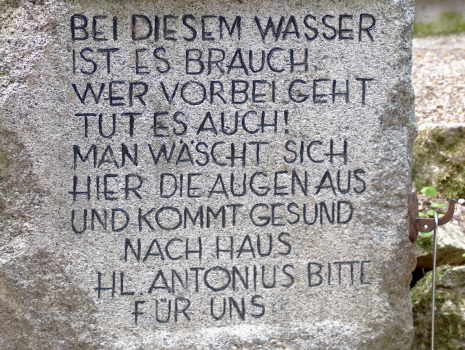 BEI DIESEM WASSER
IST ES BRAUCH
WER VORBEI GEHT
TUT ES AUCH!
MAN WÄSCHT SICH
HIER DIE AUGEN AUS
UND KOMMT GESUND
NACH HAUS
HL. ANTONIUS BITTE
FÜR UNS